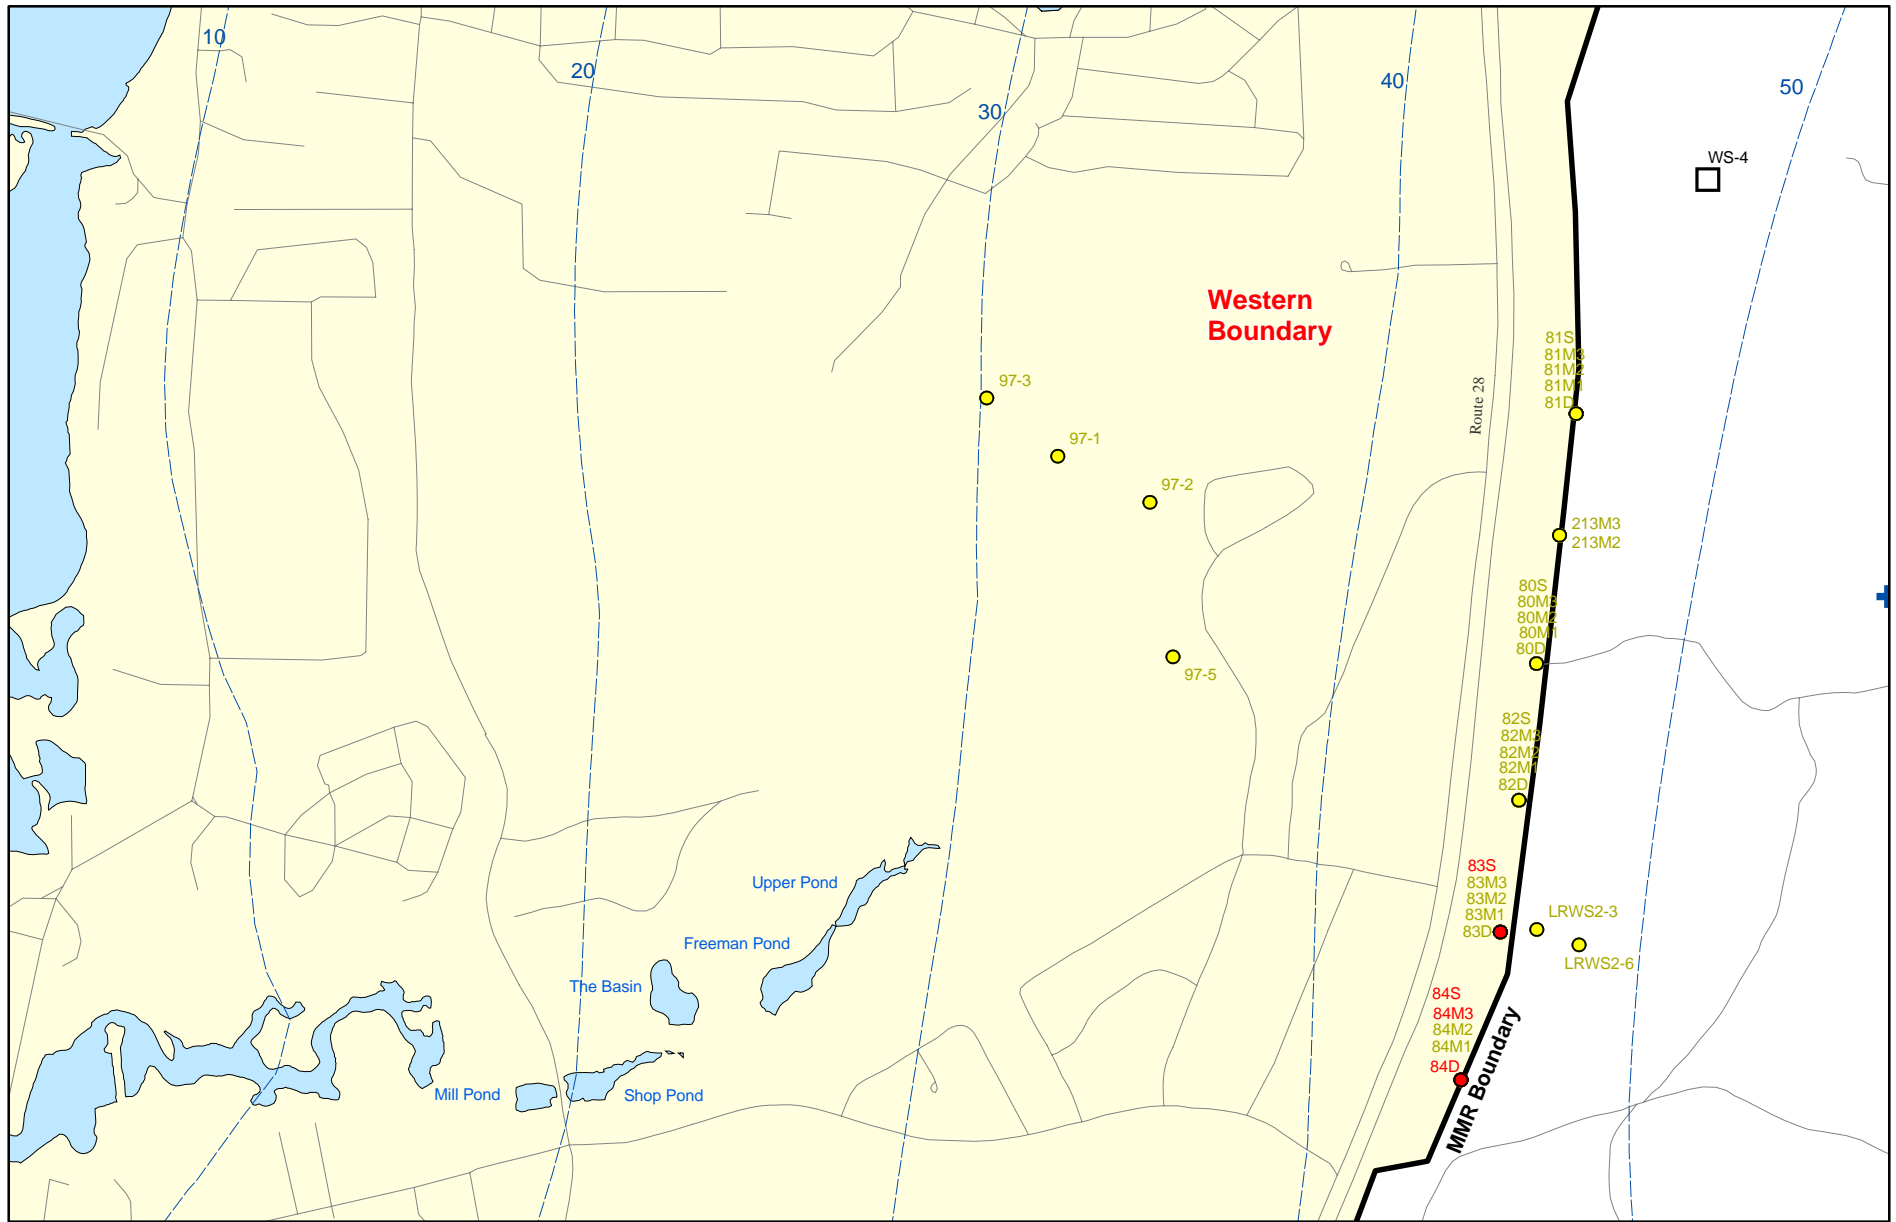 10
20
30
40
50
WS-4
Western
Boundary
81S
81M3
81M2
81M1
81D
Route 28
97-3
97-1
97-2
213M3
213M2
80S
80M3
80M2
80M1
80D
97-5
82S
82M3
82M2
82M1
82D
83S
83M3
83M2
83M1
83D
LRWS2-3
LRWS2-6
Upper Pond
Freeman Pond
The Basin
84S
84M3
84M2
84M1
84D
MMR Boundary
Mill Pond
Shop Pond